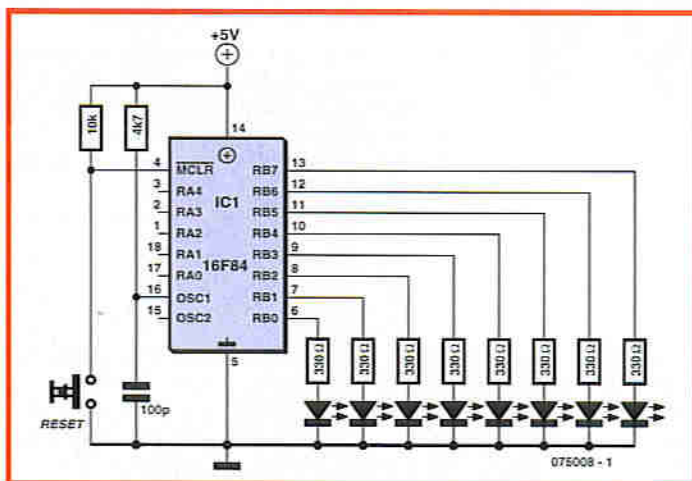 +5V
10k
4k7
14
4 MCLR RB7 13
3 RA4 RB6 12
2 RA3 IC1 RB5 11
1 RA2 RB4 10
18 RA1 RB3 9
17 RA0 16F84 RB2 8
16 OSC1 RB1 7
15 OSC2 RB0 6
5
330 Ω 330 Ω 330 Ω 330 Ω 330 Ω 330 Ω 330 Ω 330 Ω
RESET
100p
075008 - 1